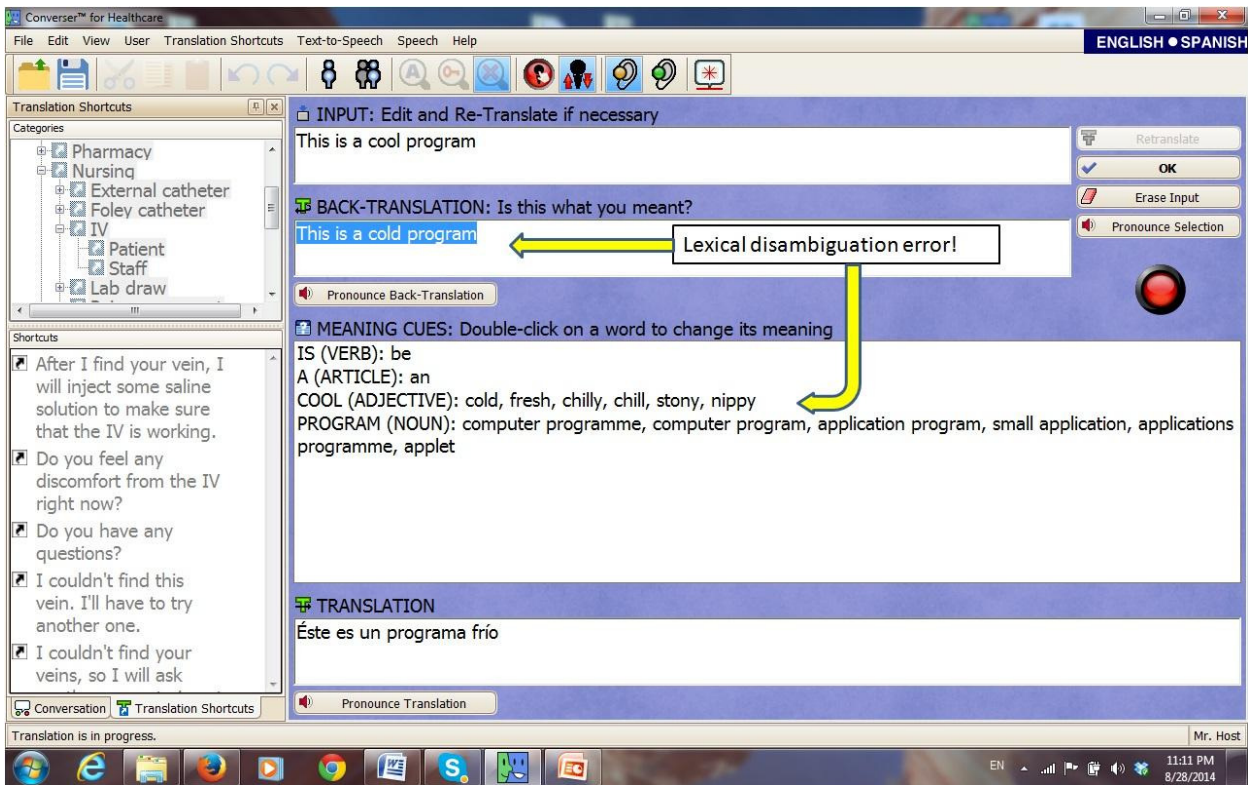 Converser™ for Healthcare
File Edit View User Translation Shortcuts Text-to-Speech Speech Help
ENGLISH ● SPANISH
Translation Shortcuts
Categories
Pharmacy
Nursing
External catheter
Foley catheter
IV
Patient
Staff
Lab draw
Shortcuts
After I find your vein, I
will inject some saline
solution to make sure
that the IV is working.
Do you feel any
discomfort from the IV
right now?
Do you have any
questions?
I couldn't find this
vein. I'll have to try
another one.
I couldn't find your
veins, so I will ask
Conversation Translation Shortcuts
INPUT: Edit and Re-Translate if necessary
This is a cool program
Retranslate
OK
Erase Input
Pronounce Selection
BACK-TRANSLATION: Is this what you meant?
This is a cold program
Lexical disambiguation error!
Pronounce Back-Translation
MEANING CUES: Double-click on a word to change its meaning
IS (VERB): be
A (ARTICLE): an
COOL (ADJECTIVE): cold, fresh, chilly, chill, stony, nippy
PROGRAM (NOUN): computer programme, computer program, application program, small application, applications
programme, applet
TRANSLATION
Éste es un programa frío
Pronounce Translation
Translation is in progress.
Mr. Host
EN
11:11 PM
8/28/2014